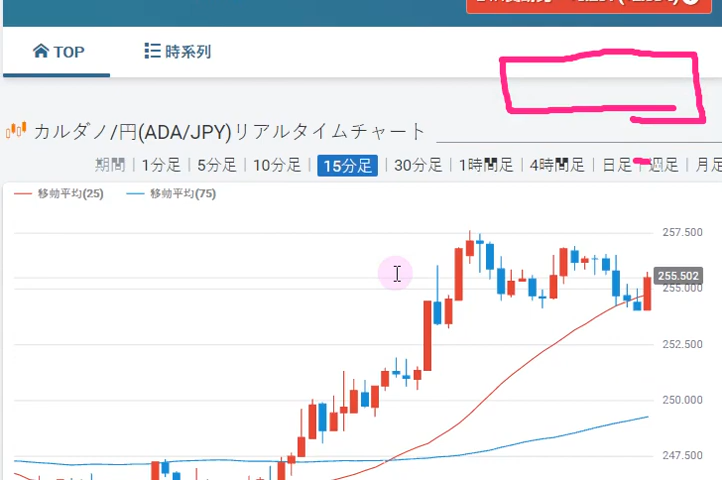 TOP 時系列
カルダノ/円(ADA/JPY)リアルタイムチャート
期間 | 1分足 | 5分足 | 10分足 | 15分足 | 30分足 | 1時間足 | 4時間足 | 日足 | 週足 | 月足
移動平均(25) 移動平均(75)
257.500
255.502
255.000
252.500
250.000
247.500